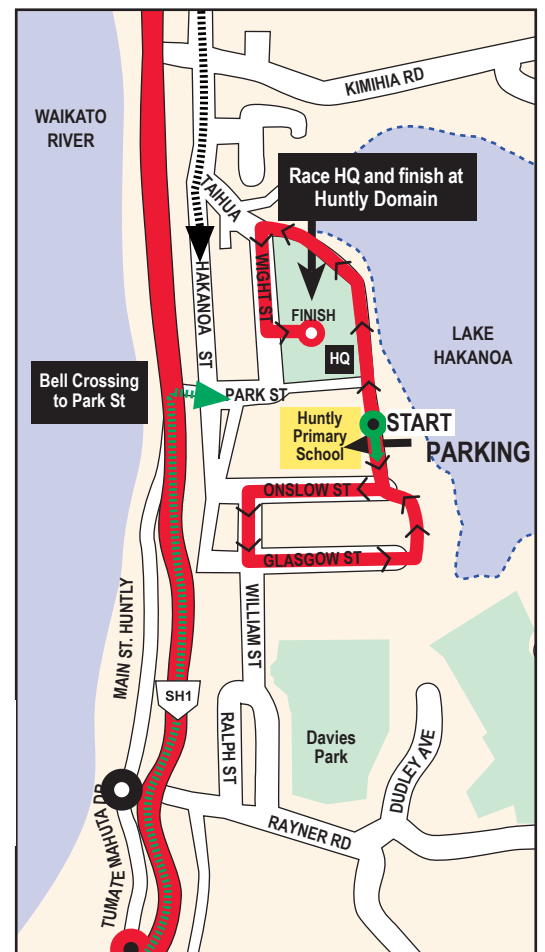 KIMIHIA RD
WAIKATO
RIVER
Race HQ and finish at
Huntly Domain
TAIHUA
HAKANOA ST
WIGHT ST
FINISH
HQ
LAKE
HAKANOA
Bell Crossing
to Park St
PARK ST
Huntly
Primary
School
START
PARKING
ONSLOW ST
GLASGOW ST
MAIN ST. HUNTLY
WILLIAM ST
SH1
RALPH ST
Davies
Park
DUDLEY AVE
RAYNER RD
TUMATE MAHUTA DR